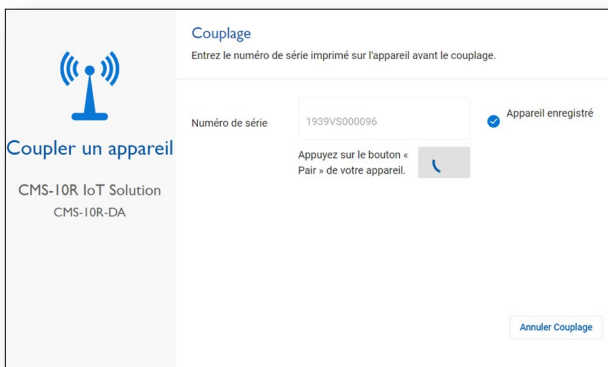 Couplage
Entrez le numéro de série imprimé sur l'appareil avant le couplage.
Coupler un appareil
CMS-10R IoT Solution
CMS-10R-DA
Numéro de série
1939VS000096
Appareil enregistré
Appuyez sur le bouton «
Pair » de votre appareil.
Annuler Couplage